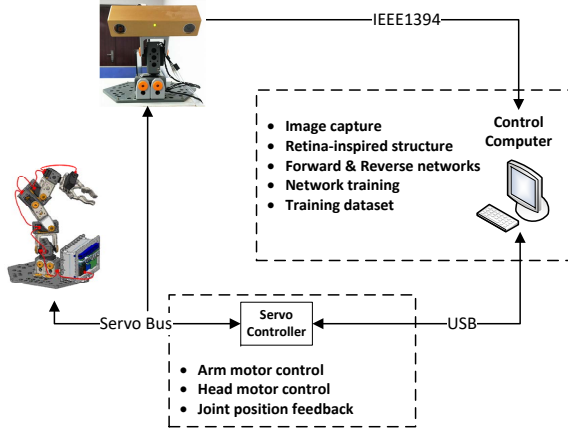 IEEE1394
Control
Computer
• Image capture
• Retina-inspired structure
• Forward & Reverse networks
• Network training
• Training dataset
Servo Bus
Servo
Controller
USB
• Arm motor control
• Head motor control
• Joint position feedback